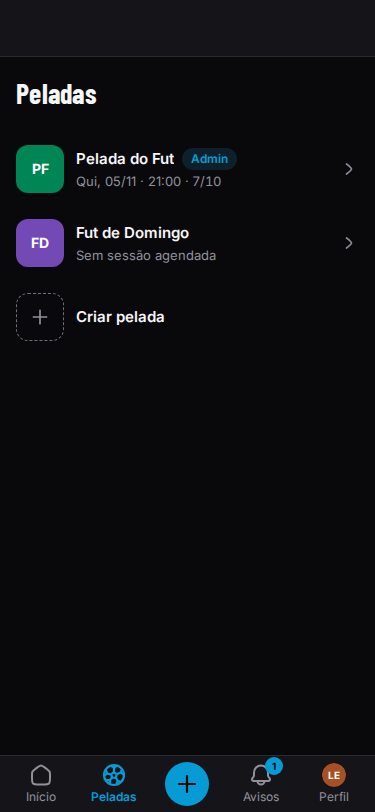 Peladas
PF
Pelada do Fut Admin
Qui, 05/11 · 21:00 · 7/10
FD
Fut de Domingo
Sem sessão agendada
Criar pelada
Início
Peladas
1
Avisos
LE
Perfil